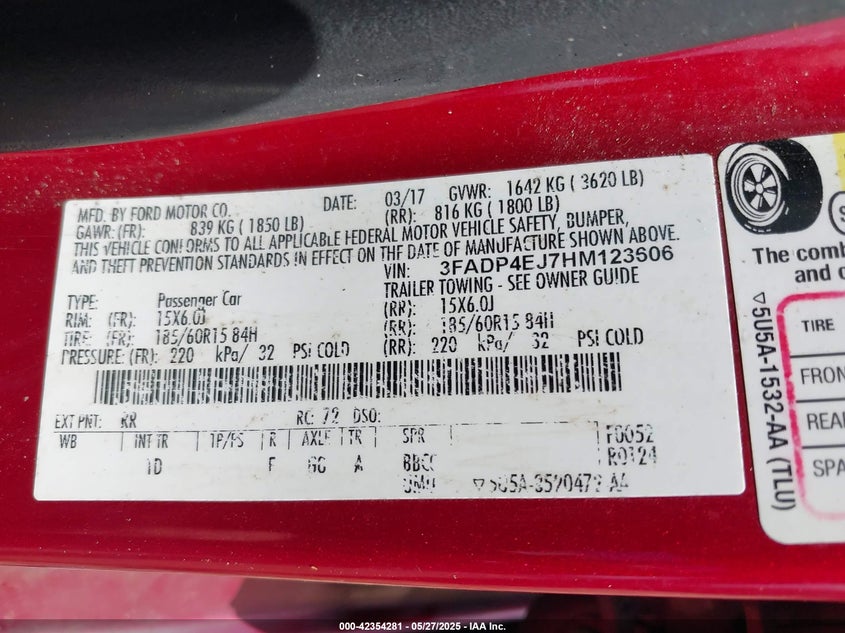 MFD. BY FORD MOTOR CO. DATE: 03/17 GVWR: 1642 KG ( 3620 LB)
GAWR: (FR): 839 KG ( 1850 LB) (RR): 816 KG ( 1800 LB)
THIS VEHICLE CONFORMS TO ALL APPLICABLE FEDERAL MOTOR VEHICLE SAFETY, BUMPER,
AND THEFT PREVENTION STANDARDS IN EFFECT ON THE DATE OF MANUFACTURE SHOWN ABOVE.
VIN: 3FADP4EJ7HM123606
TYPE: Passenger Car TRAILER TOWING - SEE OWNER GUIDE
RIM: (FR): 15X6.0J (RR): 15X6.0J
TIRE: (FR): 185/60R15 84H (RR): 185/60R15 84H
PRESSURE: (FR): 220 kPa/ 32 PSI COLD (RR): 220 kPa/ 32 PSI COLD
EXT PNT: RR RC: 72 DSO:
WB INT TR TP/PS R AXLE TR SPR F0052
1D F A R0124
The comb
and
TIRE
FRON
REA
SPA
▽5U5A-1532-AA (TLU)
000-42354281 - 05/27/2025 - IAA Inc.